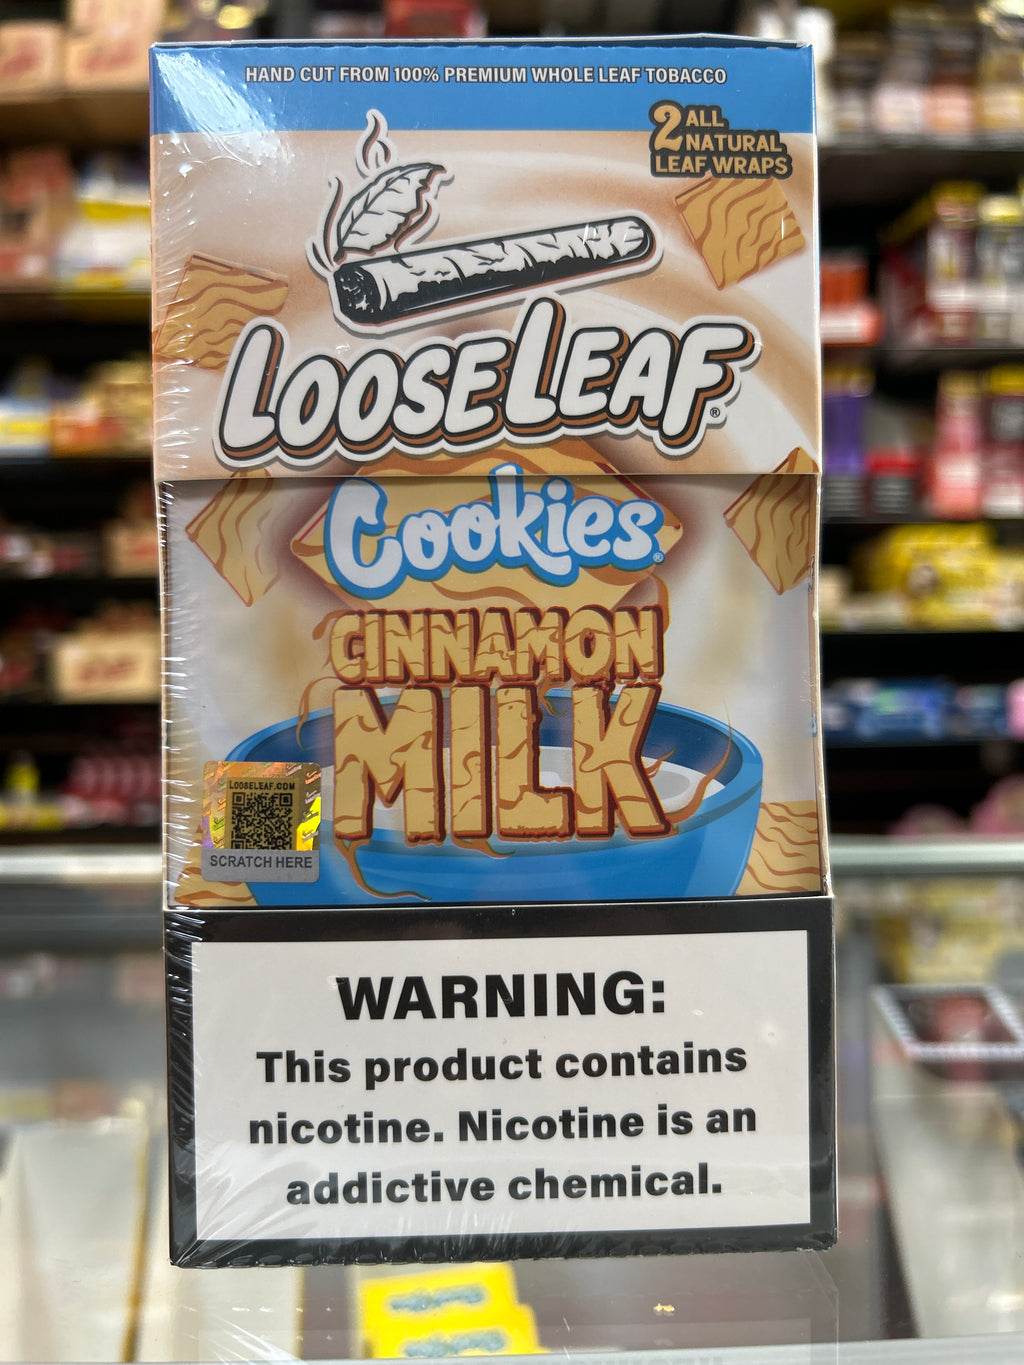 HAND CUT FROM 100% PREMIUM WHOLE LEAF TOBACCO
2 ALL
NATURAL
LEAF WRAPS
LOOSELEAF®
Cookies®
CINNAMON
MILK
LOOSELEAF.COM
SCRATCH HERE
WARNING:
This product contains
nicotine. Nicotine is an
addictive chemical.